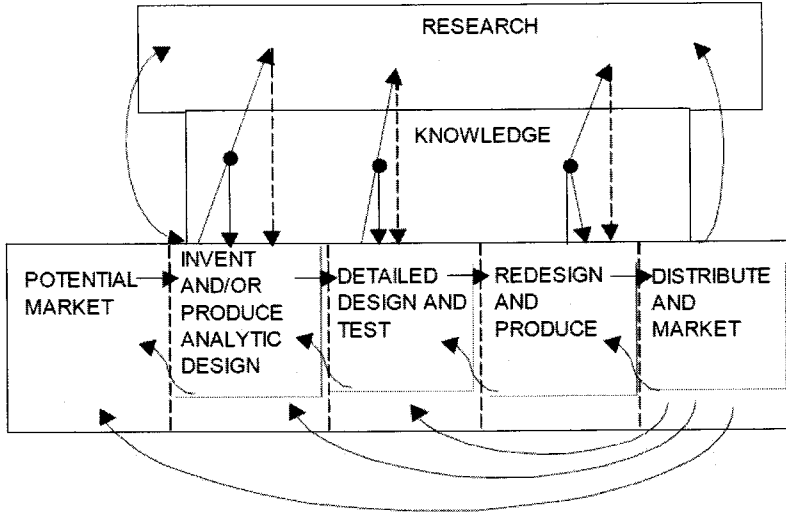 RESEARCH
KNOWLEDGE
POTENTIAL
MARKET
INVENT
AND/OR
PRODUCE
ANALYTIC
DESIGN
DETAILED
DESIGN AND
TEST
REDESIGN
AND
PRODUCE
DISTRIBUTE
AND
MARKET